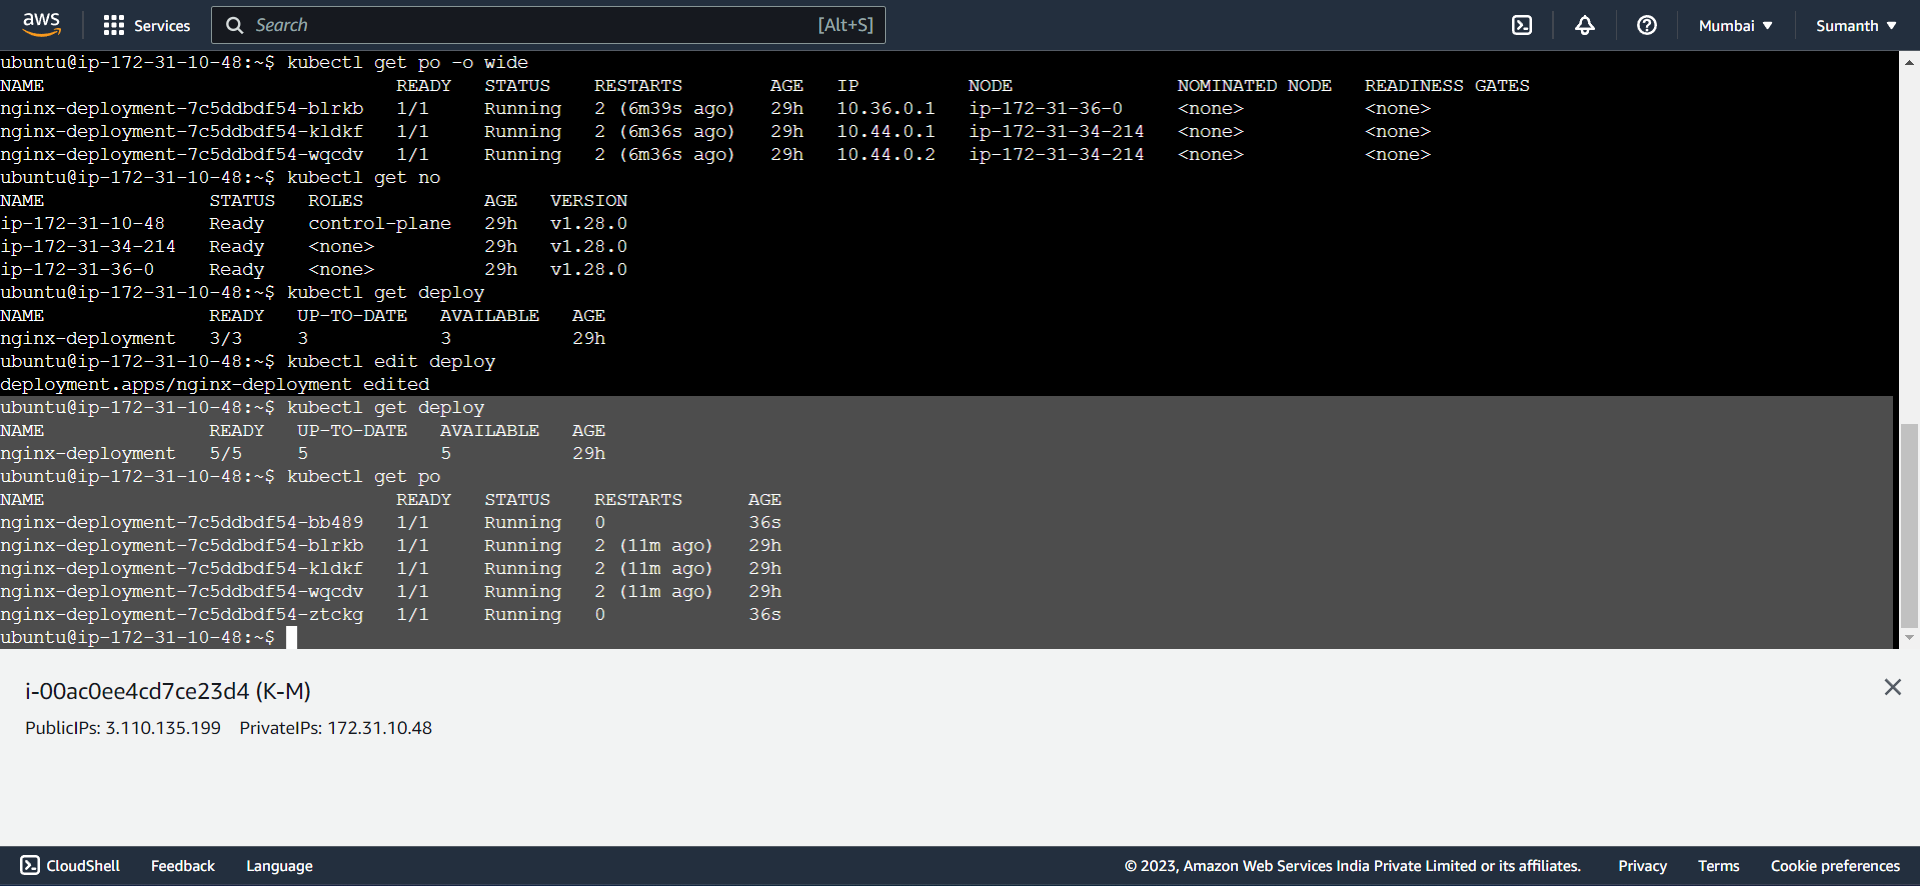 aws Services Search [Alt+S] Mumbai Sumanth
ubuntu@ip-172-31-10-48:~$ kubectl get po -o wide
NAME READY STATUS RESTARTS AGE IP NODE NOMINATED NODE READINESS GATES
nginx-deployment-7c5ddbdf54-blrkb 1/1 Running 2 (6m39s ago) 29h 10.36.0.1 ip-172-31-36-0 <none> <none>
nginx-deployment-7c5ddbdf54-kldkf 1/1 Running 2 (6m36s ago) 29h 10.44.0.1 ip-172-31-34-214 <none> <none>
nginx-deployment-7c5ddbdf54-wqcdv 1/1 Running 2 (6m36s ago) 29h 10.44.0.2 ip-172-31-34-214 <none> <none>
ubuntu@ip-172-31-10-48:~$ kubectl get no
NAME STATUS ROLES AGE VERSION
ip-172-31-10-48 Ready control-plane 29h v1.28.0
ip-172-31-34-214 Ready <none> 29h v1.28.0
ip-172-31-36-0 Ready <none> 29h v1.28.0
ubuntu@ip-172-31-10-48:~$ kubectl get deploy
NAME READY UP-TO-DATE AVAILABLE AGE
nginx-deployment 3/3 3 3 29h
ubuntu@ip-172-31-10-48:~$ kubectl edit deploy
deployment.apps/nginx-deployment edited
ubuntu@ip-172-31-10-48:~$ kubectl get deploy
NAME READY UP-TO-DATE AVAILABLE AGE
nginx-deployment 5/5 5 5 29h
ubuntu@ip-172-31-10-48:~$ kubectl get po
NAME READY STATUS RESTARTS AGE
nginx-deployment-7c5ddbdf54-bb489 1/1 Running 0 36s
nginx-deployment-7c5ddbdf54-blrkb 1/1 Running 2 (11m ago) 29h
nginx-deployment-7c5ddbdf54-kldkf 1/1 Running 2 (11m ago) 29h
nginx-deployment-7c5ddbdf54-wqcdv 1/1 Running 2 (11m ago) 29h
nginx-deployment-7c5ddbdf54-ztckg 1/1 Running 0 36s
ubuntu@ip-172-31-10-48:~$
i-00ac0ee4cd7ce23d4 (K-M)
PublicIPs: 3.110.135.199 PrivateIPs: 172.31.10.48
CloudShell Feedback Language © 2023, Amazon Web Services India Private Limited or its affiliates. Privacy Terms Cookie preferences